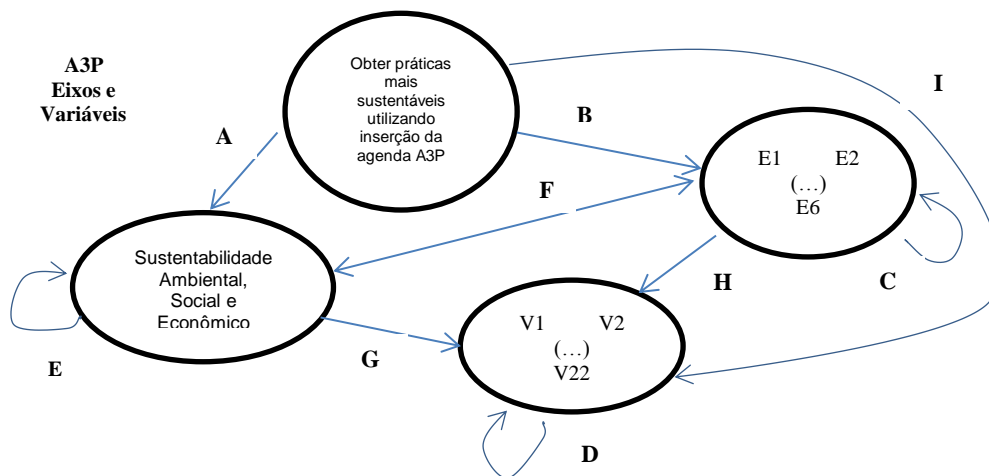 A3P
Eixos e
Variáveis
Obter práticas
mais
sustentáveis
utilizando
inserção da
agenda A3P
A
B
I
E1 E2
(...)
E6
F
C
Sustentabilidade
Ambiental,
Social e
Econômico
H
E
G
V1 V2
(...)
V22
D